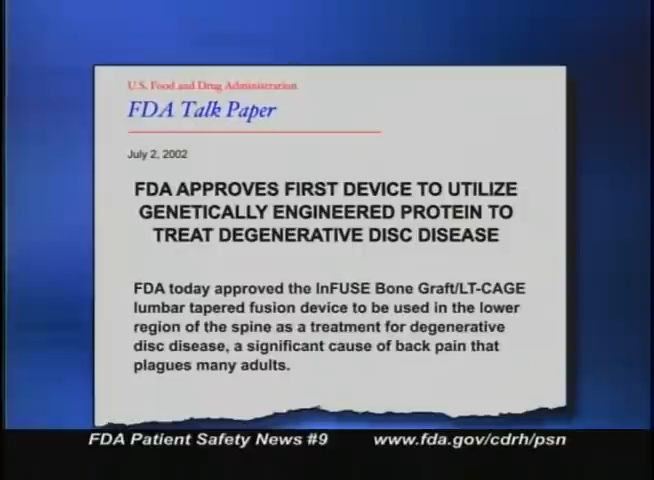 U.S. Food and Drug Administration
FDA Talk Paper
July 2, 2002
FDA APPROVES FIRST DEVICE TO UTILIZE
GENETICALLY ENGINEERED PROTEIN TO
TREAT DEGENERATIVE DISC DISEASE
FDA today approved the InFUSE Bone Graft/LT-CAGE
lumbar tapered fusion device to be used in the lower
region of the spine as a treatment for degenerative
disc disease, a significant cause of back pain that
plagues many adults.
FDA Patient Safety News #9 www.fda.gov/cdrh/psn